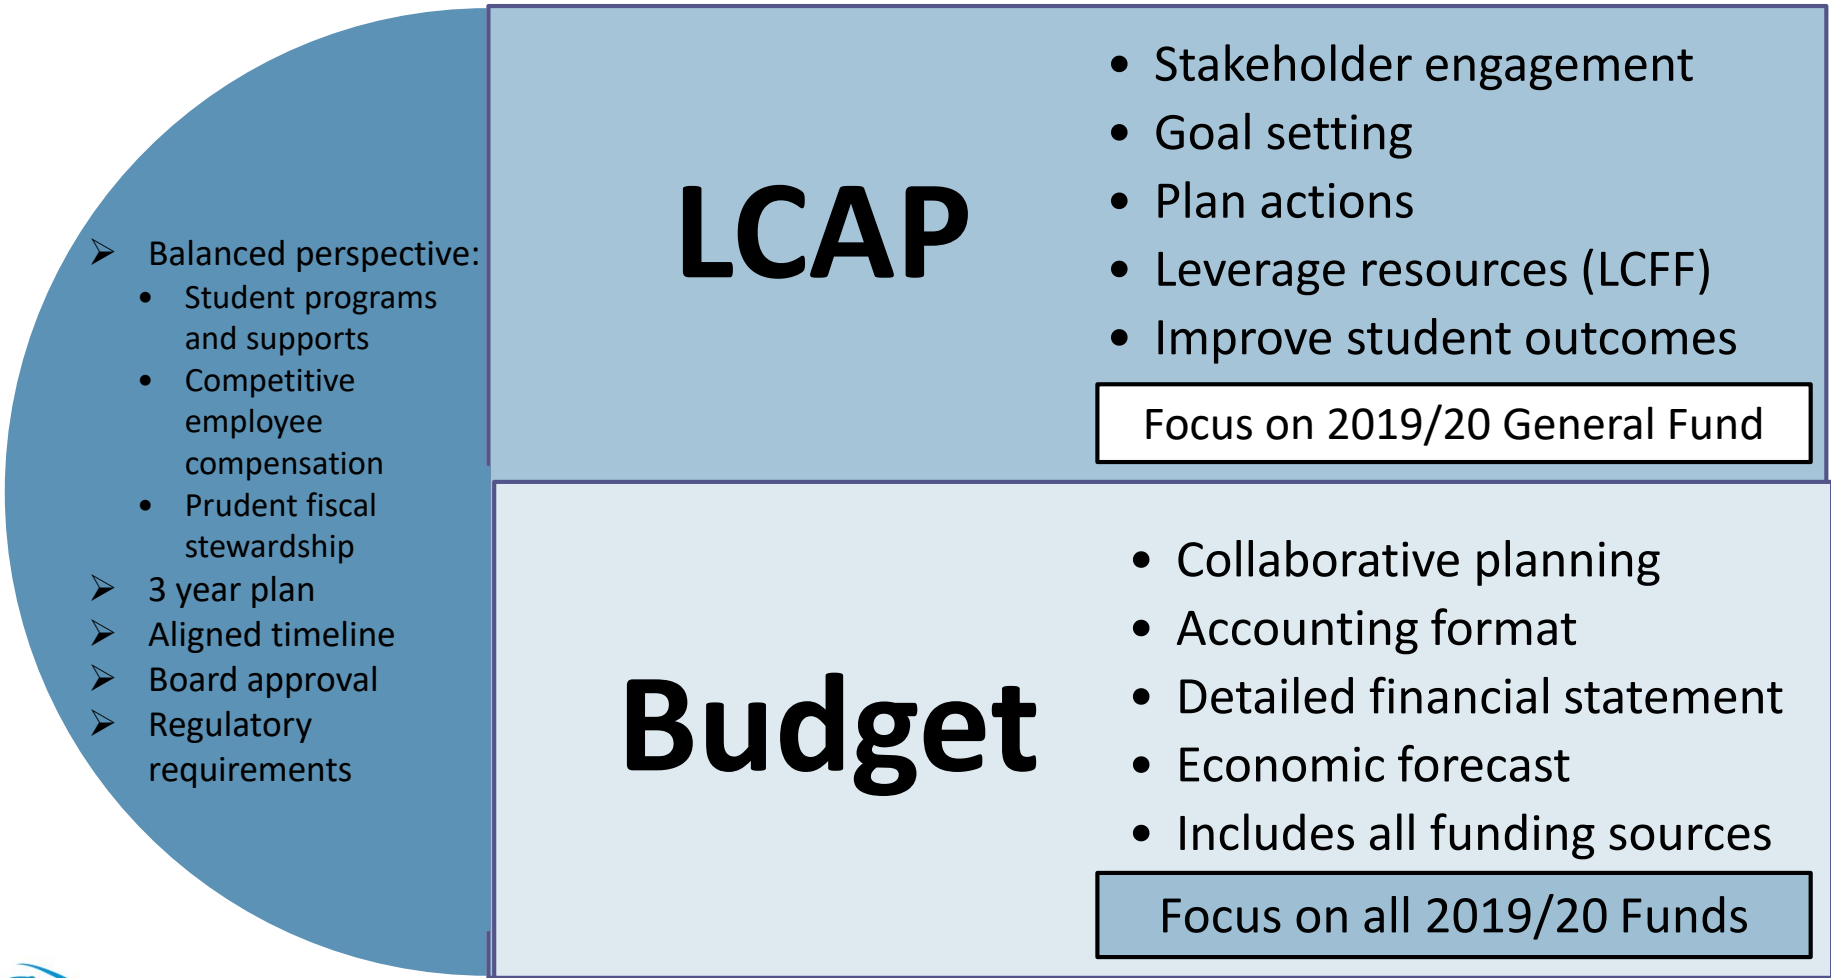 ➢ Balanced perspective:
• Student programs
and supports
• Competitive
employee
compensation
• Prudent fiscal
stewardship
➢ 3 year plan
➢ Aligned timeline
➢ Board approval
➢ Regulatory
requirements
LCAP
• Stakeholder engagement
• Goal setting
• Plan actions
• Leverage resources (LCFF)
• Improve student outcomes
Focus on 2019/20 General Fund
Budget
• Collaborative planning
• Accounting format
• Detailed financial statement
• Economic forecast
• Includes all funding sources
Focus on all 2019/20 Funds